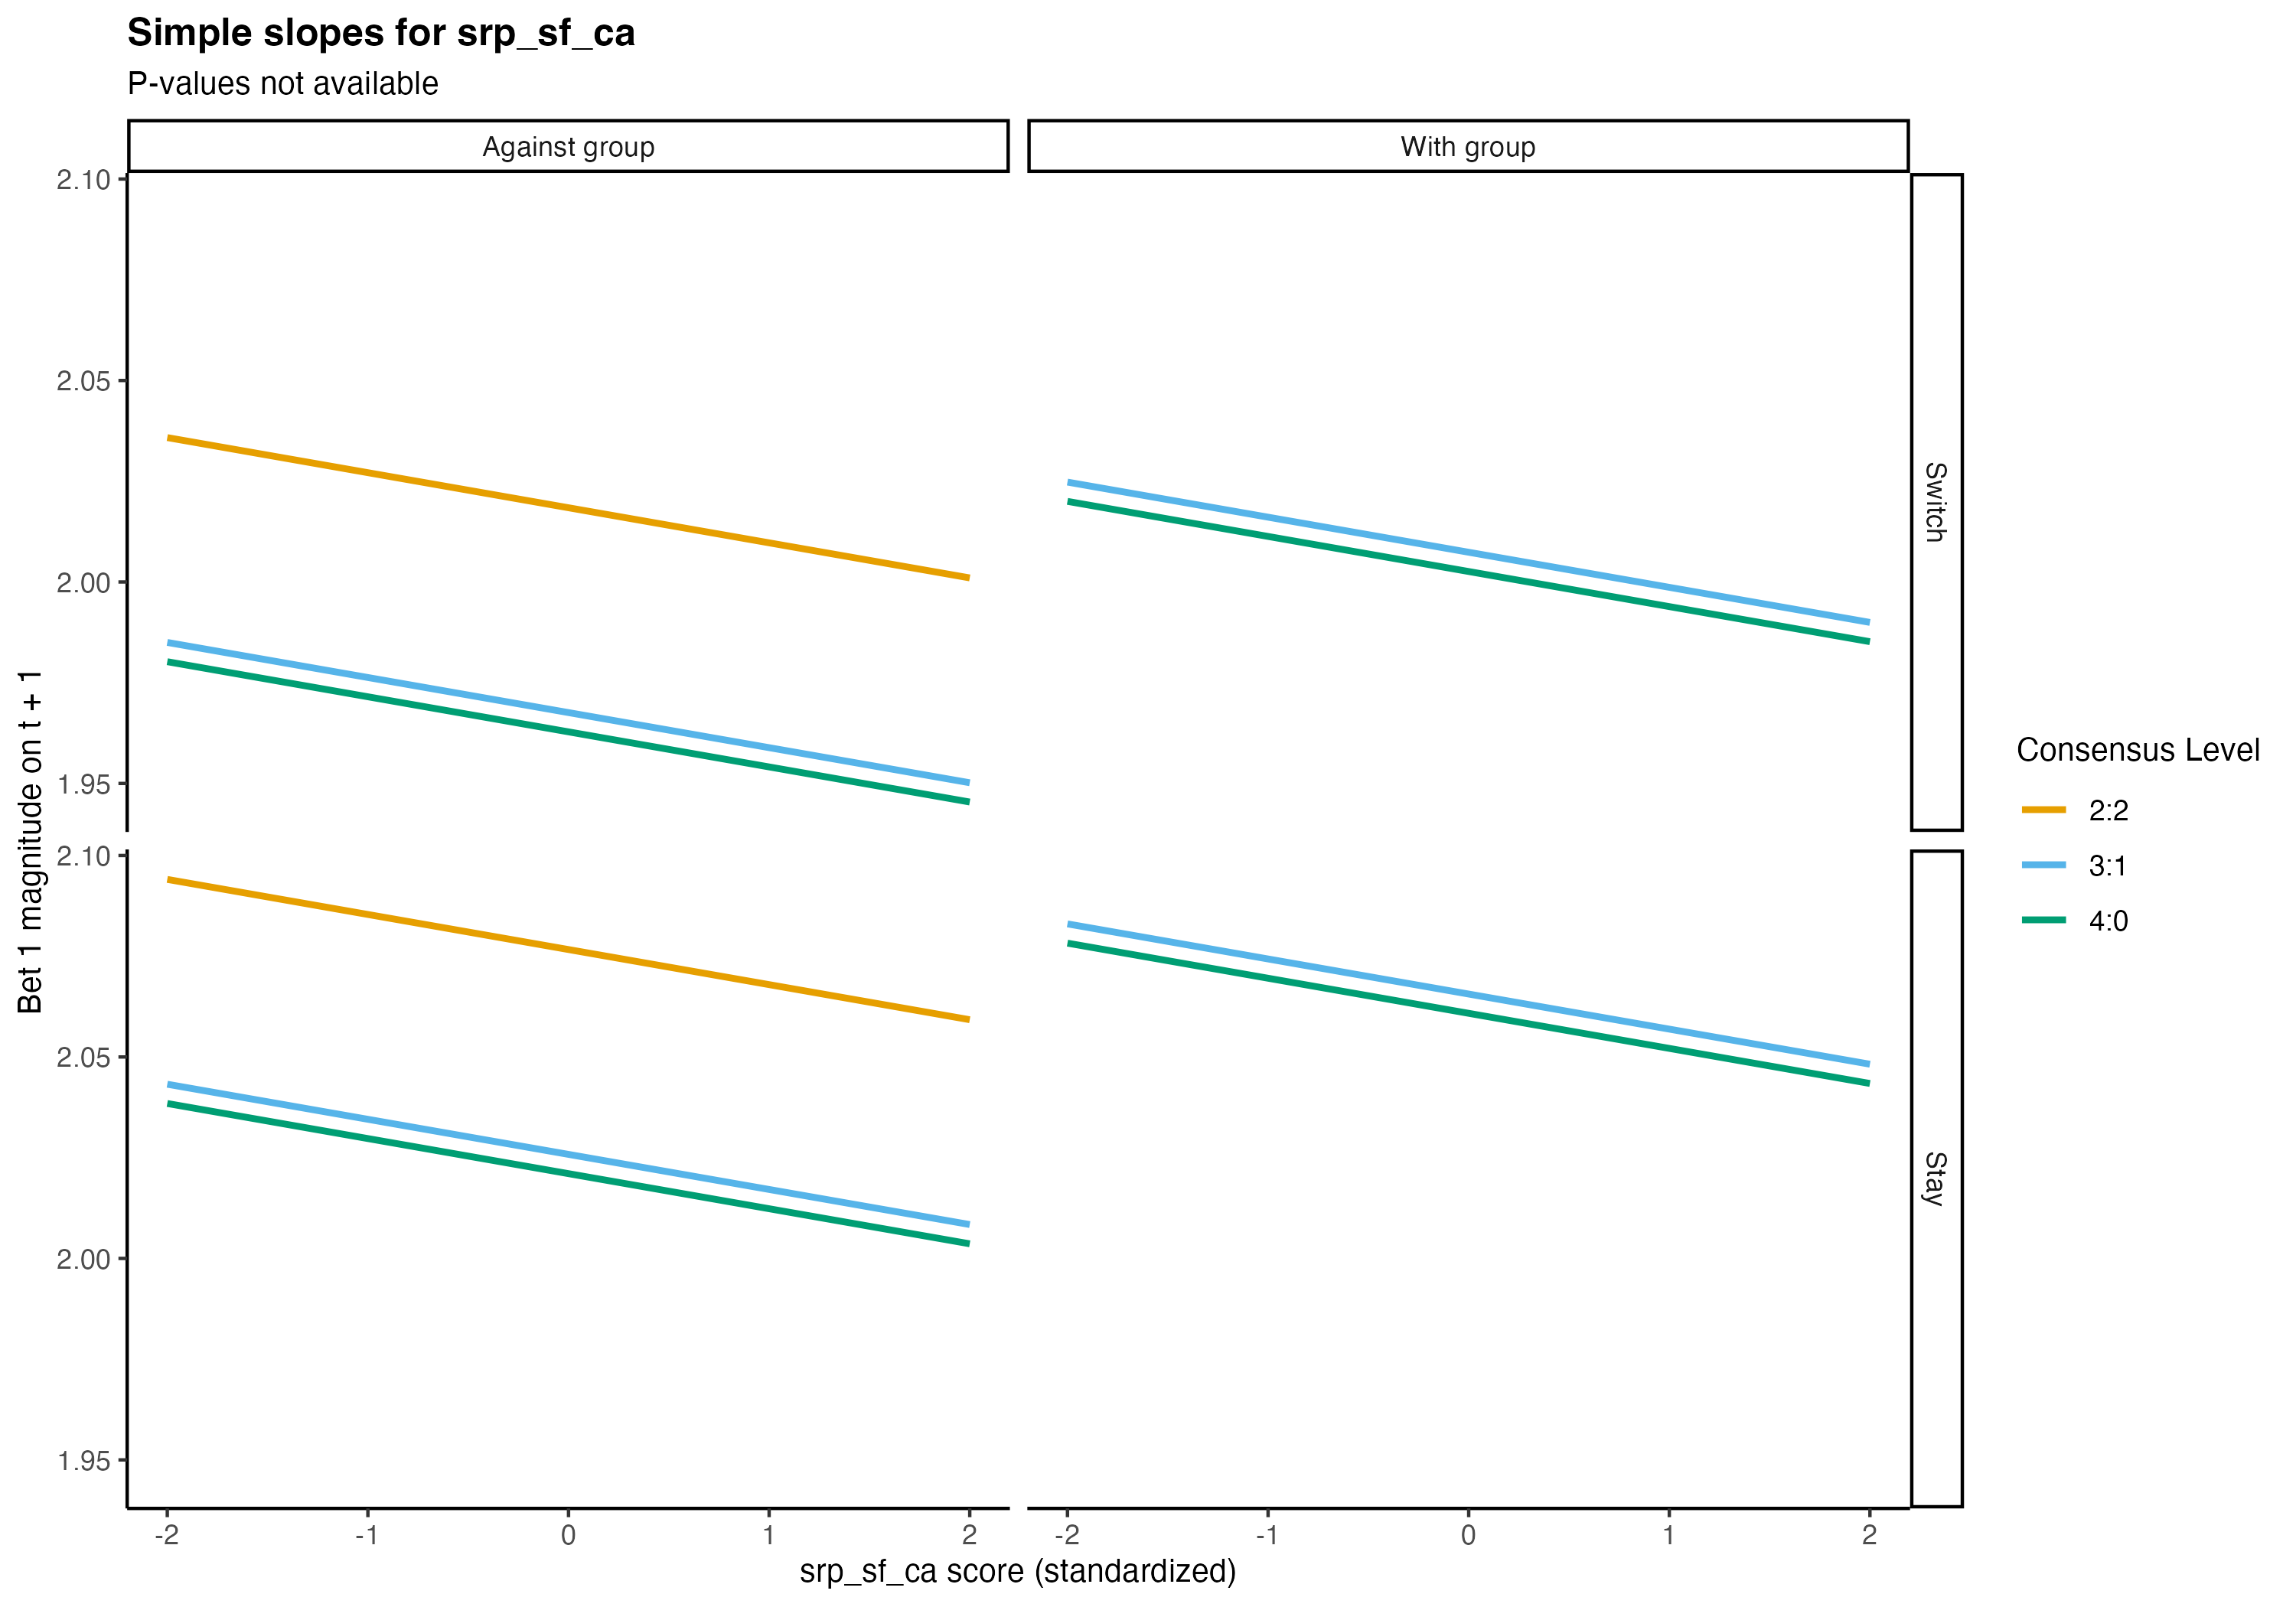 Simple slopes for srp_sf_ca
P-values not available
Against group
With group
2.10
2.05
2.00
1.95
Switch
2.10
2.05
2.00
1.95
Stay
Bet 1 magnitude on t + 1
-2 -1 0 1 2
-2 -1 0 1 2
srp_sf_ca score (standardized)
Consensus Level
2:2
3:1
4:0